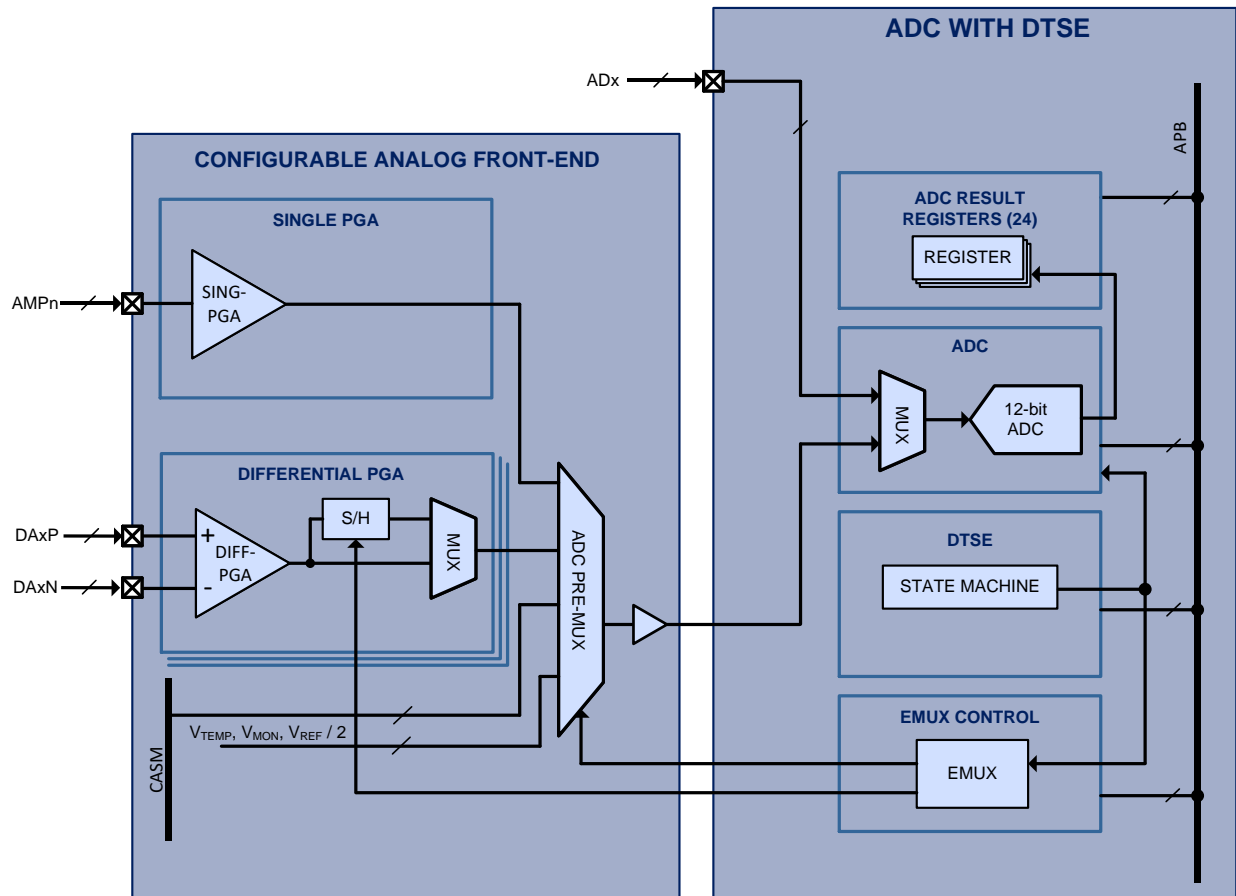 ADC WITH DTSE
ADx
APB
CONFIGURABLE ANALOG FRONT-END
SINGLE PGA
AMPn
SING-
PGA
ADC RESULT
REGISTERS (24)
REGISTER
ADC
MUX
12-bit
ADC
DIFFERENTIAL PGA
DAxP
DAxN
+
-
DIFF-
PGA
S/H
MUX
ADC PRE-MUX
DTSE
STATE MACHINE
CASM
VTEMP, VMON, VREF / 2
EMUX CONTROL
EMUX